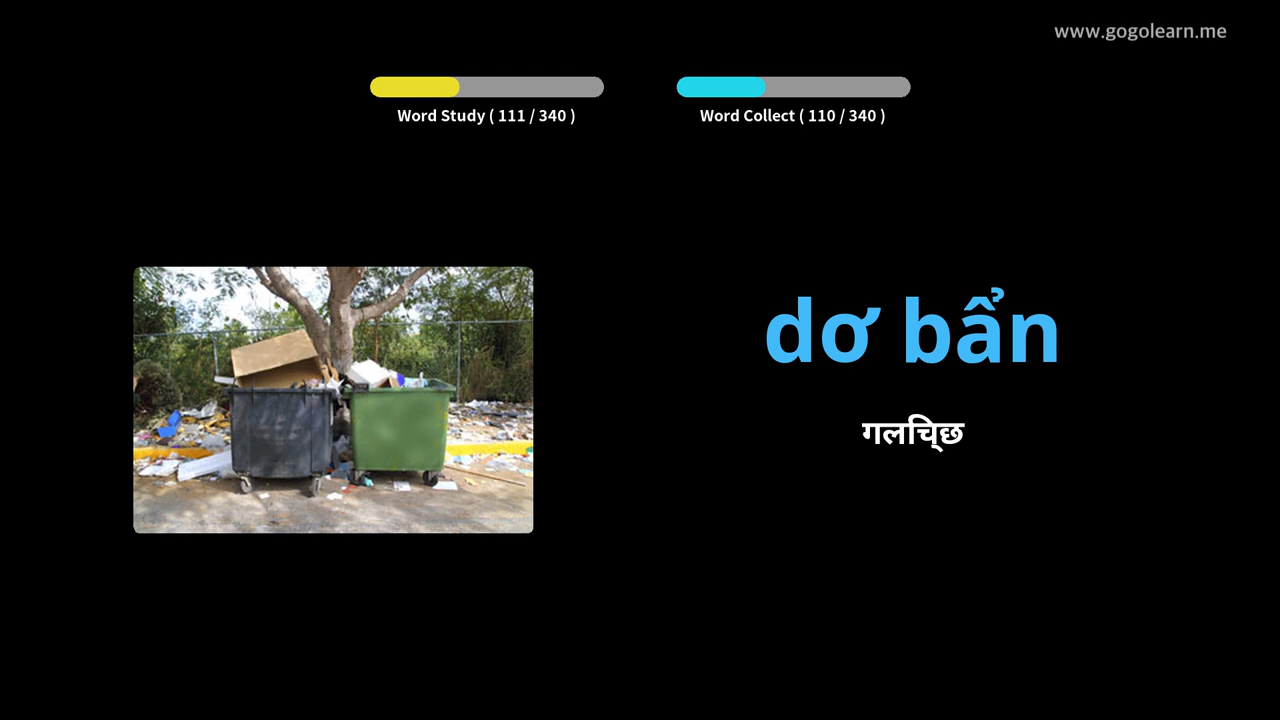 www.gogolearn.me
Word Study ( 111 / 340 )
Word Collect ( 110 / 340 )
dơ bẩn
गलच्छि